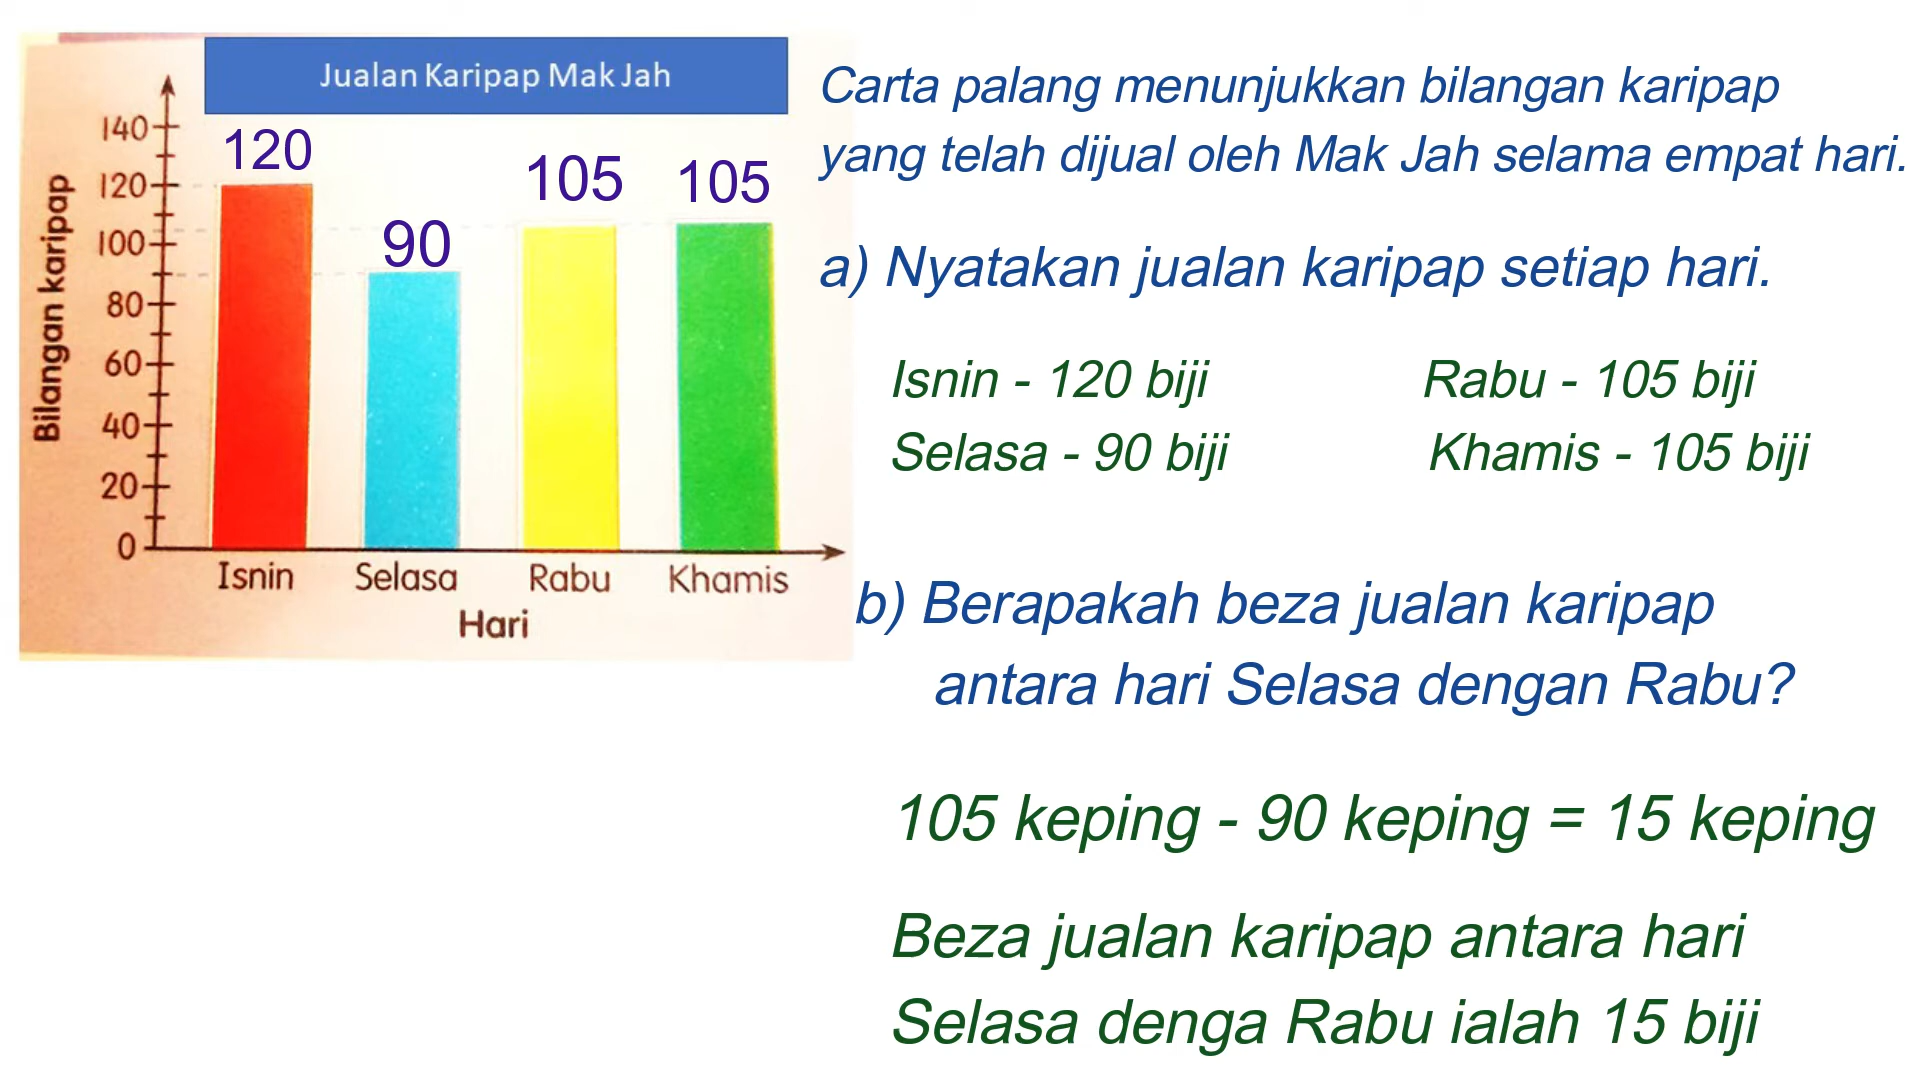 Jualan Karipap Mak Jah
Bilangan karipap
140
120
100
80
60
40
20
0
120
90
105
105
Isnin
Selasa
Rabu
Khamis
Hari
Carta palang menunjukkan bilangan karipap
yang telah dijual oleh Mak Jah selama empat hari.
a) Nyatakan jualan karipap setiap hari.
Isnin - 120 biji
Rabu - 105 biji
Selasa - 90 biji
Khamis - 105 biji
b) Berapakah beza jualan karipap
antara hari Selasa dengan Rabu?
105 keping - 90 keping = 15 keping
Beza jualan karipap antara hari
Selasa denga Rabu ialah 15 biji